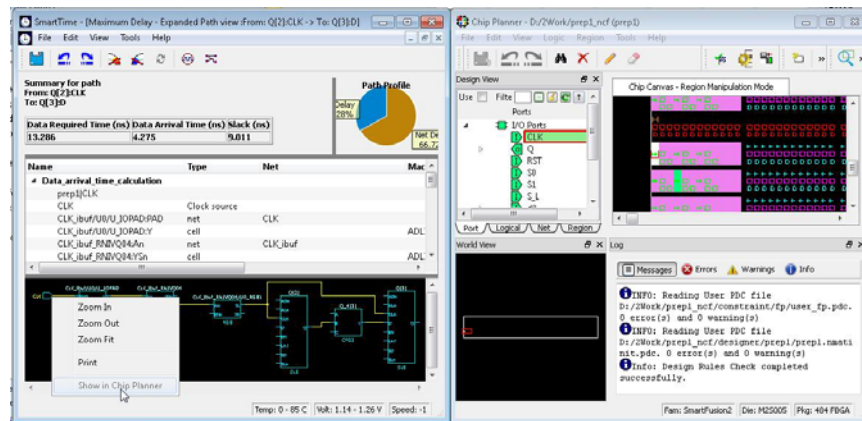 SmartTime - [Maximum Delay - Expanded Path view :From: Q[2]:CLK -> To: Q[3]:D]
File Edit View Tools Help
Summary for path
From: Q[2]:CLK
To: Q[3]:D
Path Profile
Delay
28%
Data Required Time (ns) Data Arrival Time (ns) Slack (ns)
13.286 4.275 9.011
Name Type Net Mac
Data_arrival_time_calculation
prep1|CLK
CLK Clock source
CLK_ibuf/U0/U_IOPAD:PAD net CLK
CLK_ibuf/U0/U_IOPAD:Y cell ADL
CLK_ibuf_RNIVQ04:An net CLK_ibuf
CLK_ibuf_RNIVQ04:YSn cell ADL
Zoom In
Zoom Out
Zoom Fit
Print
Show in Chip Planner
Temp: 0 - 85 C Volt: 1.14 - 1.26 V Speed: -1
Chip Planner - D:/2Work/prep1_ncf (prep1)
File Edit View Logic Region Tools Help
Design View
Use Filte
Ports
I/O Ports
CLK
Q
RST
S0
S1
S_L
Port Logical Net Region
Chip Canvas - Region Manipulation Mode
World View
Log
Messages Errors Warnings Info
INFO: Reading User PDC file
D:/2Work/prep1_ncf/constraint/fp/user_fp.pdc.
0 error(s) and 0 warning(s)
INFO: Reading User PDC file
D:/2Work/prep1_ncf/designer/prep1/prep1.nmati
nit.pdc. 0 error(s) and 0 warning(s)
Info: Design Rules Check completed
successfully.
Fam: SmartFusion2 Die: M2S005 Pkg: 484 FBGA